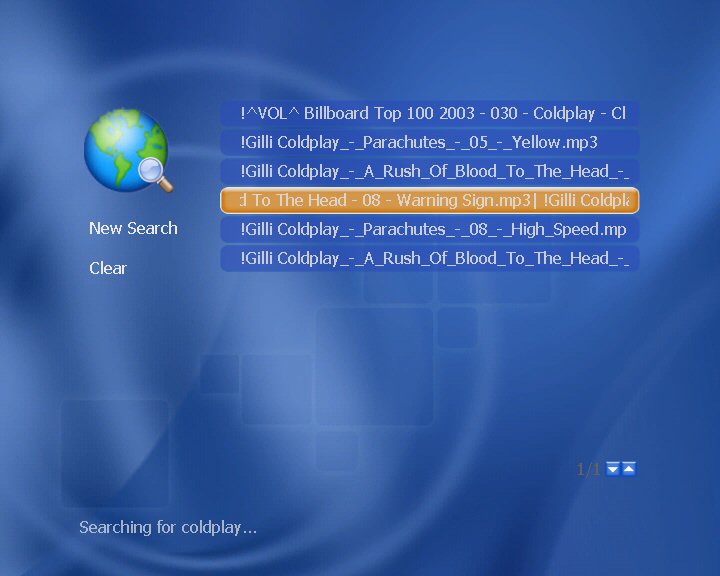 !^VOL^ Billboard Top 100 2003 - 030 - Coldplay - Cl
!Gilli Coldplay_-_Parachutes_-_05_-_Yellow.mp3
!Gilli Coldplay_-_A_Rush_Of_Blood_To_The_Head_-_
d To The Head - 08 - Warning Sign.mp3| !Gilli Coldpla
!Gilli Coldplay_-_Parachutes_-_08_-_High_Speed.mp
!Gilli Coldplay_-_A_Rush_Of_Blood_To_The_Head_-_
New Search
Clear
1/1
Searching for coldplay...